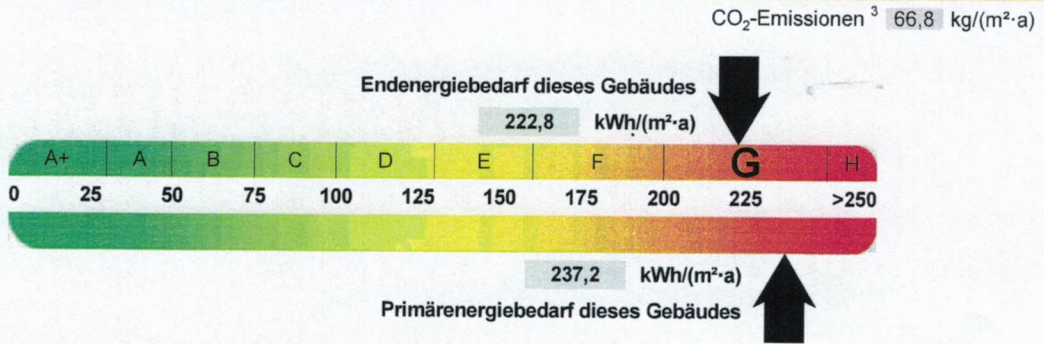 CO₂-Emissionen ³ 66,8 kg/(m²·a)
Endenergiebedarf dieses Gebäudes
222,8 kWh/(m²·a)
A+ A B C D E F G H
0 25 50 75 100 125 150 175 200 225 >250
237,2 kWh/(m²·a)
Primärenergiebedarf dieses Gebäudes